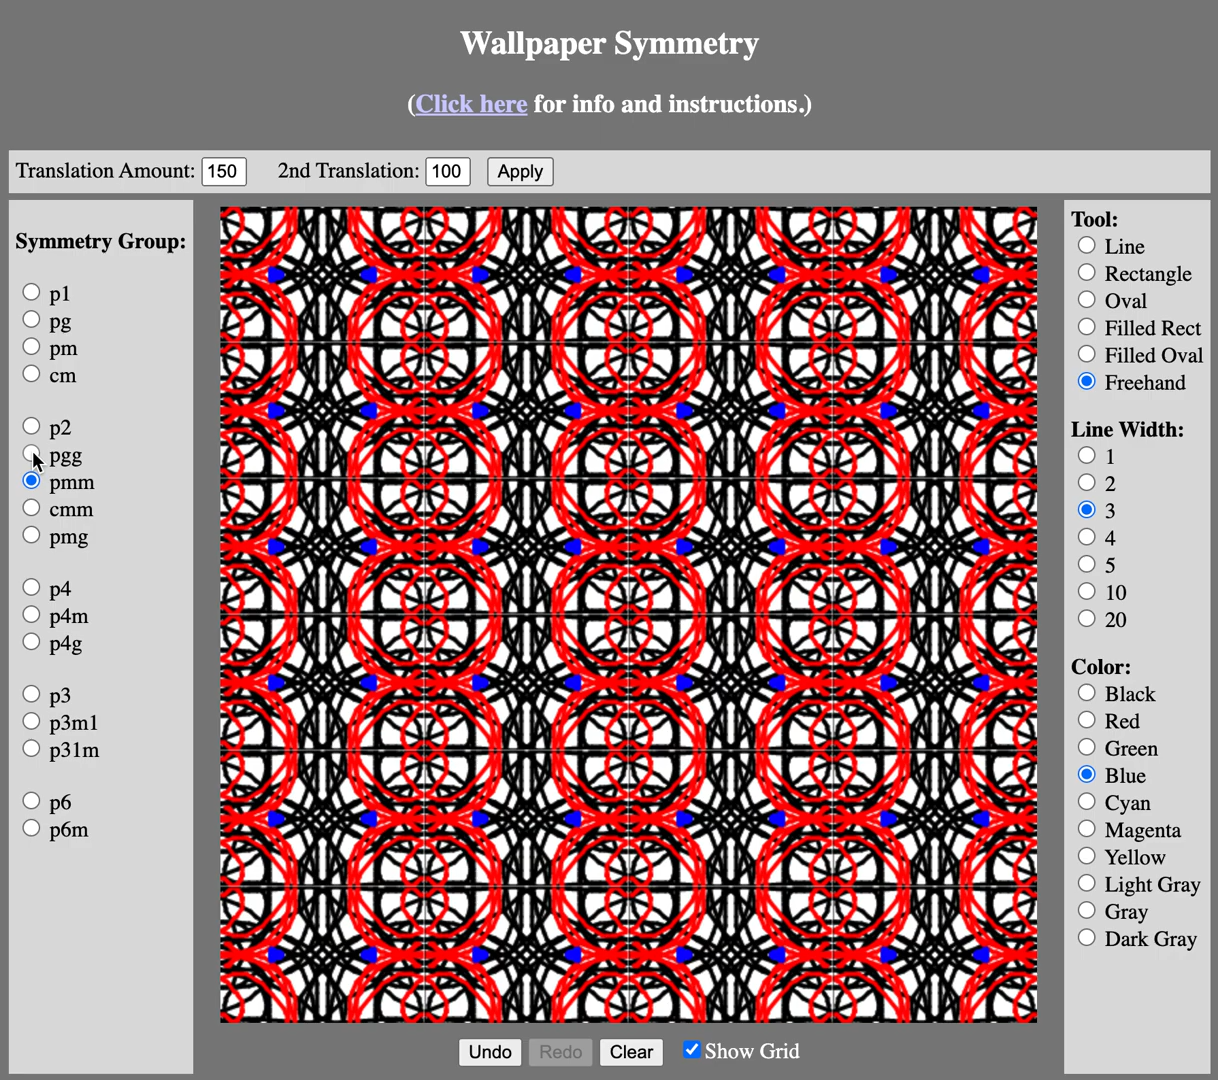 Wallpaper Symmetry
(Click here for info and instructions.)
Translation Amount: 150 2nd Translation: 100 Apply
Symmetry Group:
p1
pg
pm
cm
p2
pgg
pmm
cmm
pmg
p4
p4m
p4g
p3
p3m1
p31m
p6
p6m
Tool:
Line
Rectangle
Oval
Filled Rect
Filled Oval
Freehand
Line Width:
1
2
3
4
5
10
20
Color:
Black
Red
Green
Blue
Cyan
Magenta
Yellow
Light Gray
Gray
Dark Gray
Undo Redo Clear Show Grid